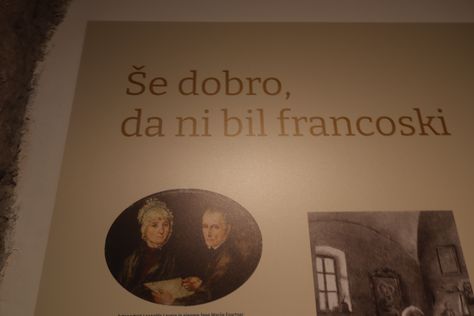 Še dobro,
da ni bil francoski